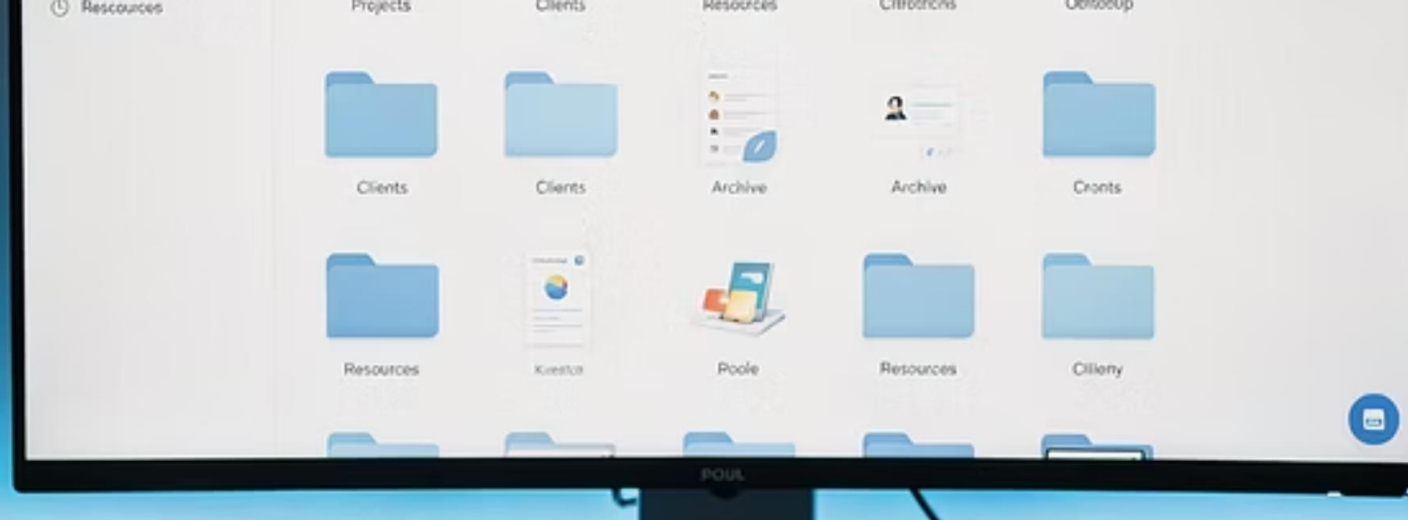 Rescources
Projects
Clients
Resources
Clients
Clients
Archive
Archive
Cronts
Resources
Poole
Resources
Cilieny
POUL